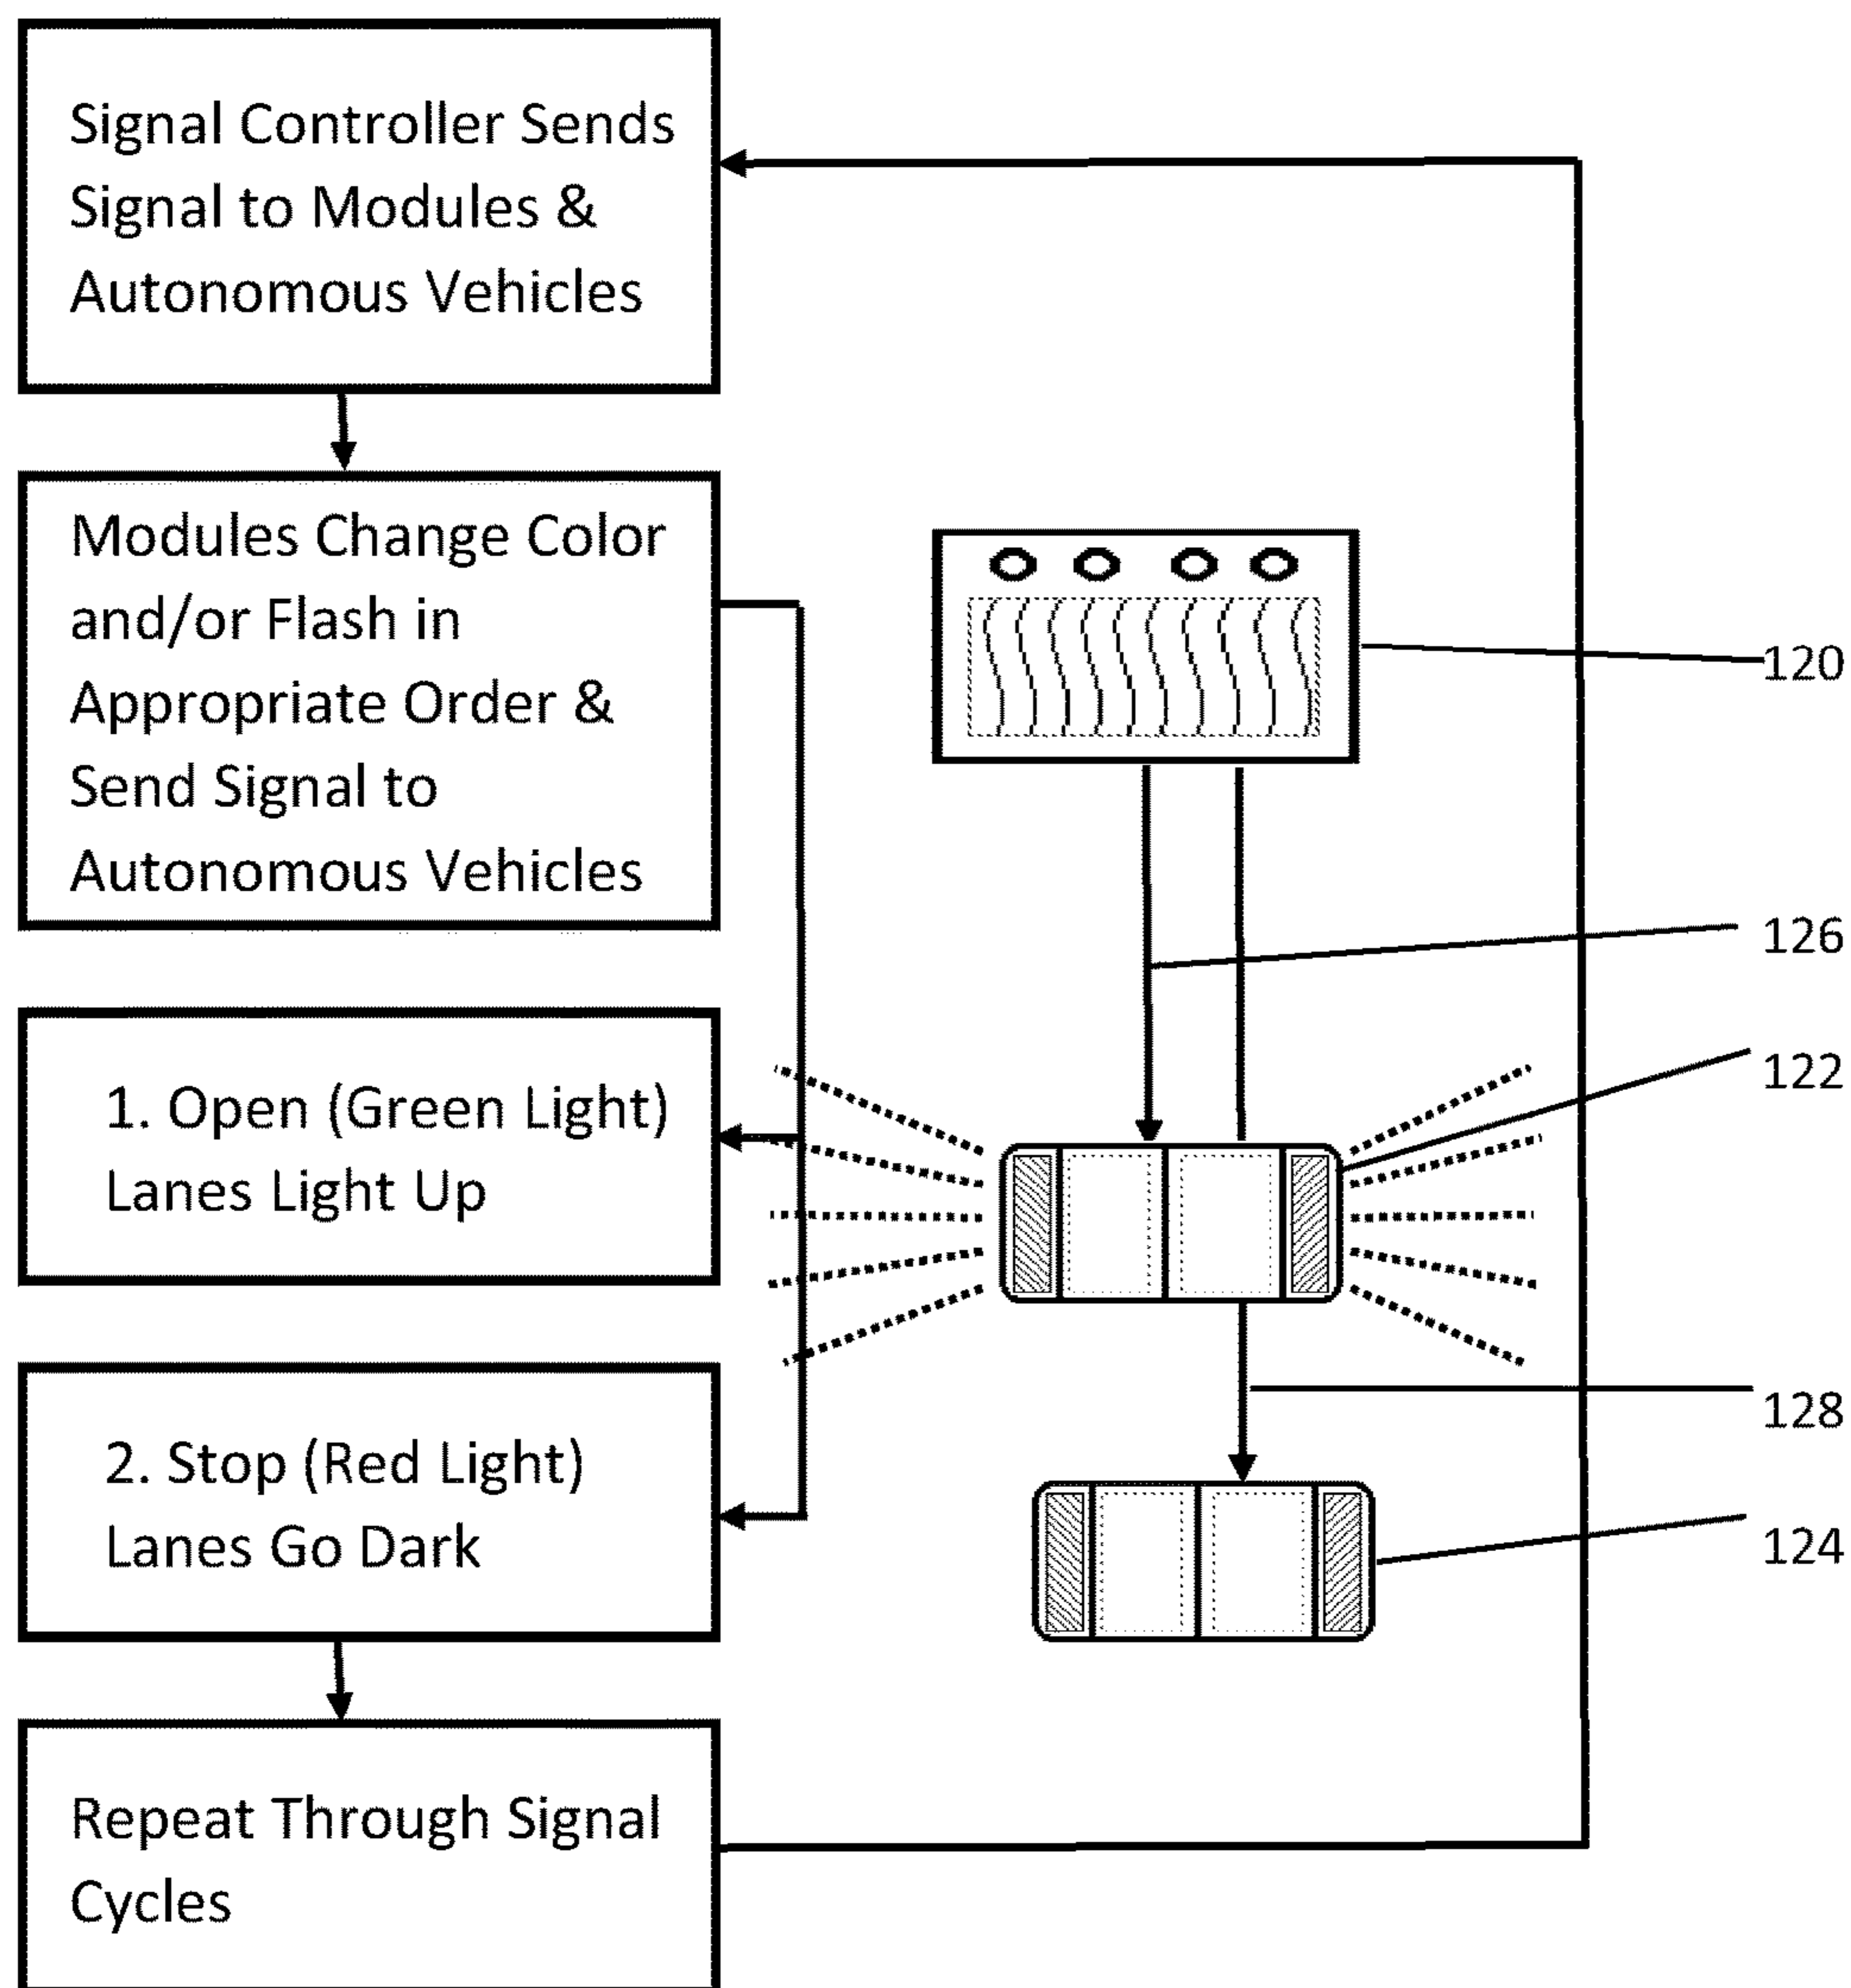 Signal Controller Sends
Signal to Modules &
Autonomous Vehicles
Modules Change Color
and/or Flash in
Appropriate Order &
Send Signal to
Autonomous Vehicles
1. Open (Green Light)
Lanes Light Up
2. Stop (Red Light)
Lanes Go Dark
Repeat Through Signal
Cycles
120
126
122
128
124